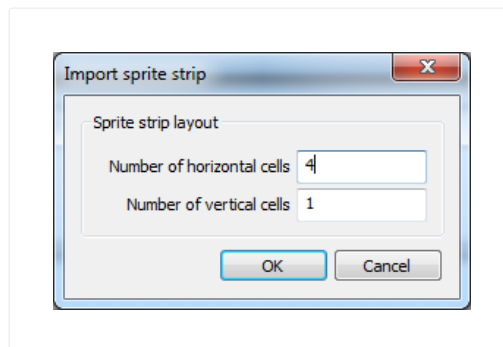 Import sprite strip
Sprite strip layout
Number of horizontal cells 4
Number of vertical cells 1
OK Cancel